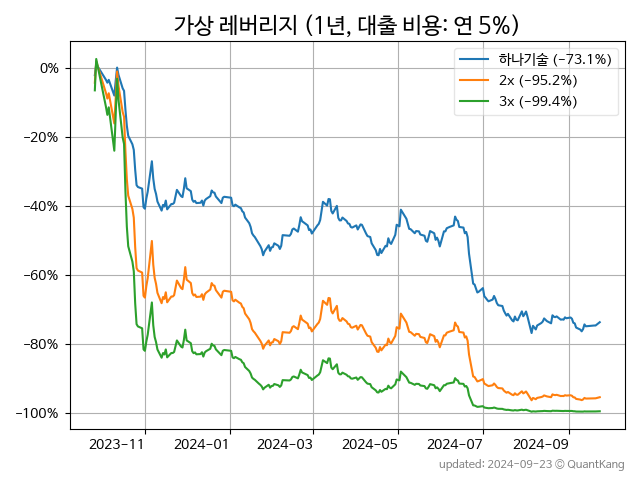 가상 레버리지 (1년, 대출 비용: 연 5%)
하나기술 (−73.1%)
2x (−95.2%)
3x (−99.4%)
0%
−20%
−40%
−60%
−80%
−100%
2023-11 2024-01 2024-03 2024-05 2024-07 2024-09
updated: 2024-09-23 © QuantKang